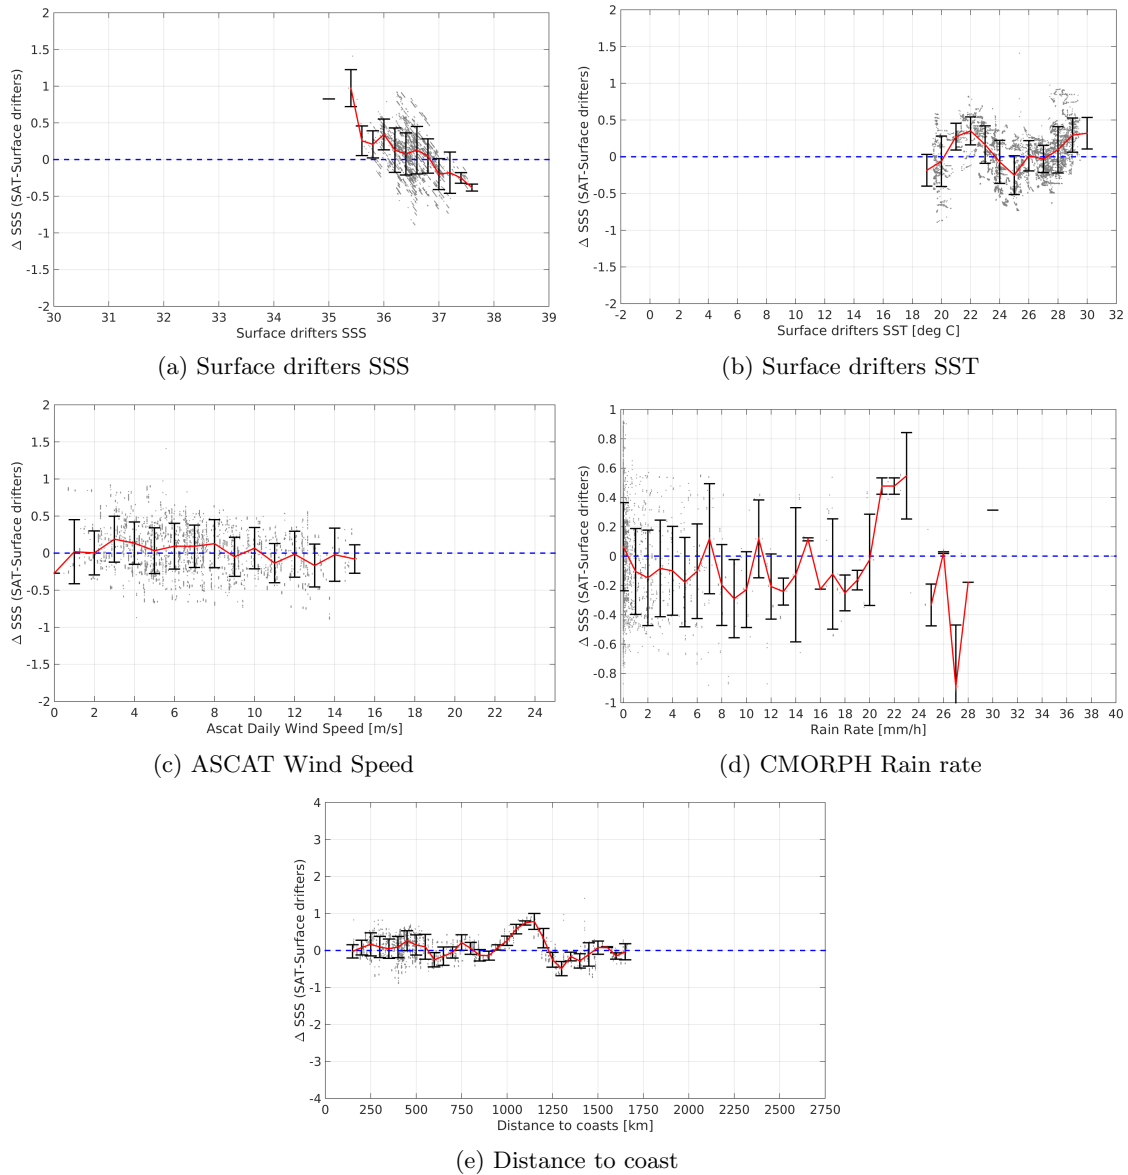 2
1.5
1
0.5
0
-0.5
-1
-1.5
-2
Δ SSS (SAT-Surface drifters)
30 31 32 33 34 35 36 37 38 39
Surface drifters SSS
(a) Surface drifters SSS
2
1.5
1
0.5
0
-0.5
-1
-1.5
-2
Δ SSS (SAT-Surface drifters)
-2 0 2 4 6 8 10 12 14 16 18 20 22 24 26 28 30 32
Surface drifters SST [deg C]
(b) Surface drifters SST
2
1.5
1
0.5
0
-0.5
-1
-1.5
-2
Δ SSS (SAT-Surface drifters)
0 2 4 6 8 10 12 14 16 18 20 22 24
Ascat Daily Wind Speed [m/s]
(c) ASCAT Wind Speed
1
0.8
0.6
0.4
0.2
0
-0.2
-0.4
-0.6
-0.8
-1
Δ SSS (SAT-Surface drifters)
0 2 4 6 8 10 12 14 16 18 20 22 24 26 28 30 32 34 36 38 40
Rain Rate [mm/h]
(d) CMORPH Rain rate
4
3
2
1
0
-1
-2
-3
-4
Δ SSS (SAT-Surface drifters)
0 250 500 750 1000 1250 1500 1750 2000 2250 2500 2750
Distance to coasts [km]
(e) Distance to coast